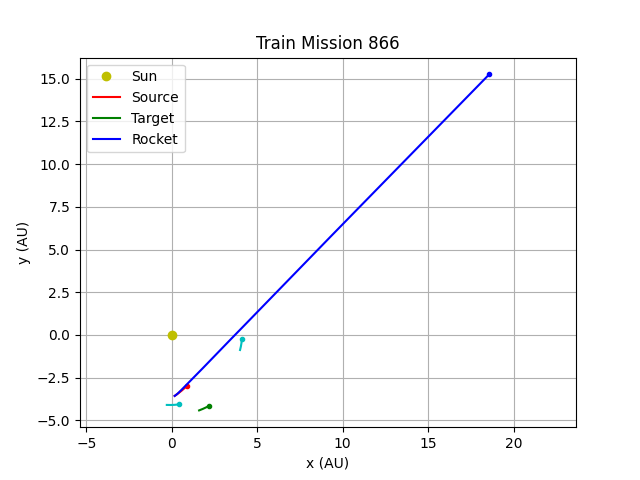 Train Mission 866
Sun
Source
Target
Rocket
15.0
12.5
10.0
7.5
5.0
2.5
0.0
−2.5
−5.0
y (AU)
−5 0 5 10 15 20
x (AU)